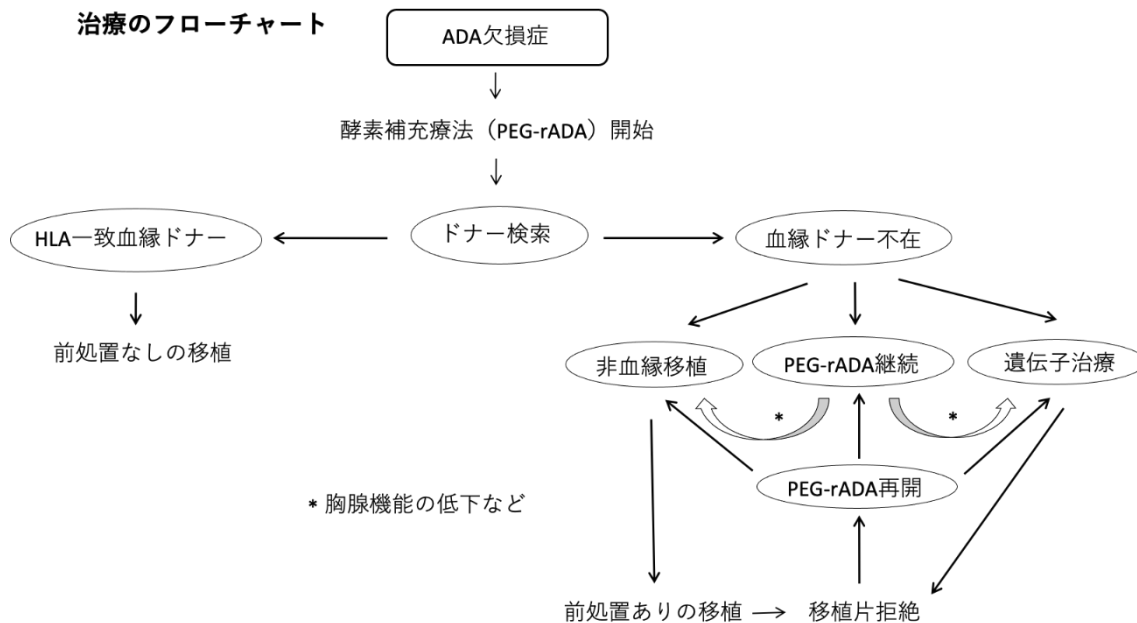 治療のフローチャート
ADA欠損症
酵素補充療法（PEG-rADA）開始
HLA一致血縁ドナー
ドナー検索
血縁ドナー不在
前処置なしの移植
非血縁移植
PEG-rADA継続
遺伝子治療
*
*
PEG-rADA再開
* 胸腺機能の低下など
前処置ありの移植
移植片拒絶